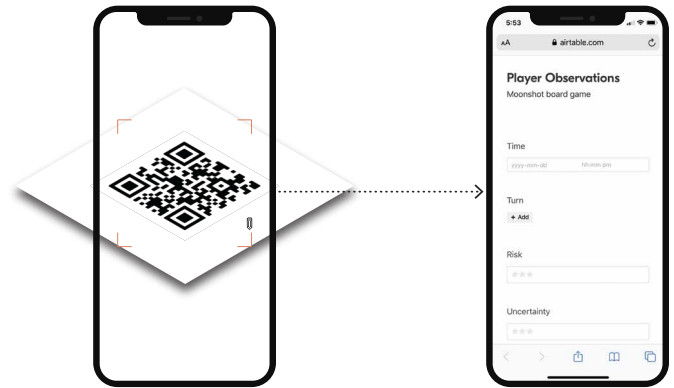 5:53
AA airtable.com
Player Observations
Moonshot board game
Time
yyyy-mm-dd hh:mm pm
Turn
+ Add
Risk
Uncertainty